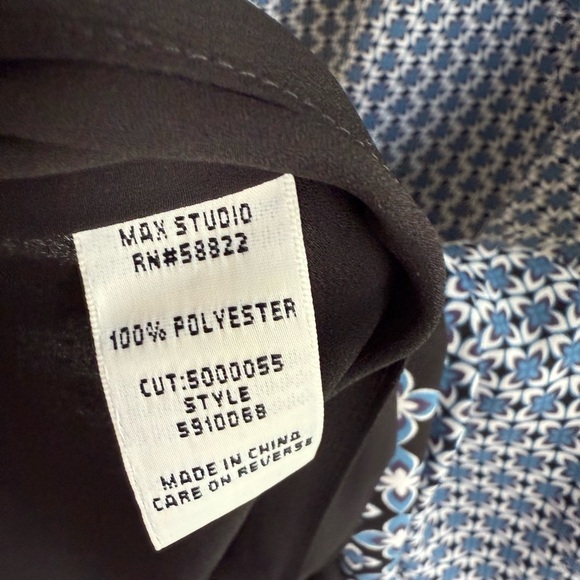 MAX STUDIO
RN#58822
100% POLYESTER
CUT:5000055
STYLE
5910068
MADE IN CHINA
CARE ON REVERSE